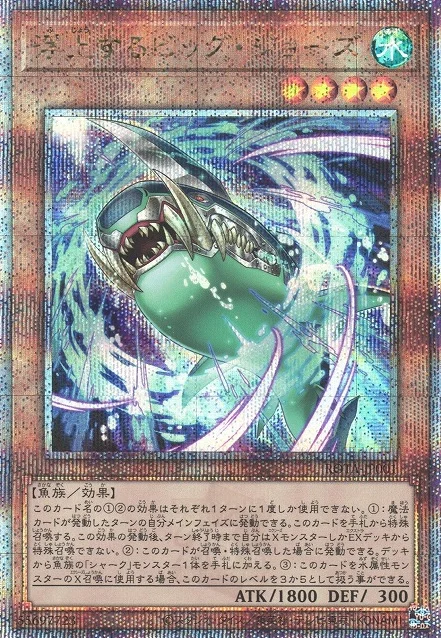 浮上するビッグ・ジョーズ
水
【魚族/効果】
このカード名の①②の効果はそれぞれ1ターンに1度しか使用できない。①:魔法
カードが発動したターンの自分メインフェイズに発動できる。このカードを手札から特殊
召喚する。この効果の発動後、ターン終了時まで自分はXモンスターしかEXデッキから
特殊召喚できない。②:このカードが召喚・特殊召喚した場合に発動できる。デッキ
から魚族の「シャーク」モンスター1体を手札に加える。③:このカードを水属性モン
スターのX召喚に使用する場合、このカードのレベルを3か5として扱う事ができる。
ATK/1800 DEF/ 300